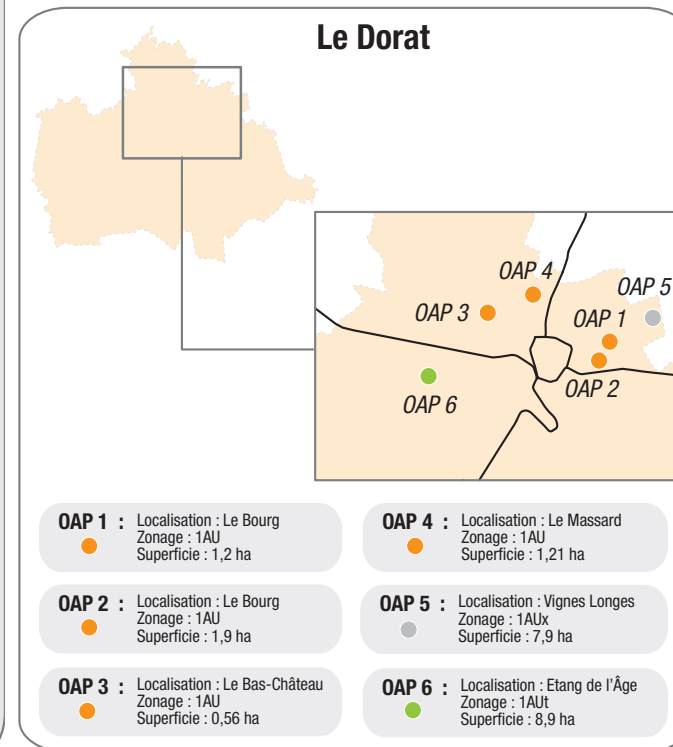 Le Dorat
OAP 4
OAP 5
OAP 3
OAP 1
OAP 2
OAP 6
OAP 1 : Localisation : Le Bourg
Zonage : 1AU
Superficie : 1,2 ha
OAP 2 : Localisation : Le Bourg
Zonage : 1AU
Superficie : 1,9 ha
OAP 3 : Localisation : Le Bas-Château
Zonage : 1AU
Superficie : 0,56 ha
OAP 4 : Localisation : Le Massard
Zonage : 1AU
Superficie : 1,21 ha
OAP 5 : Localisation : Vignes Longes
Zonage : 1AUx
Superficie : 7,9 ha
OAP 6 : Localisation : Etang de l'Âge
Zonage : 1AUt
Superficie : 8,9 ha